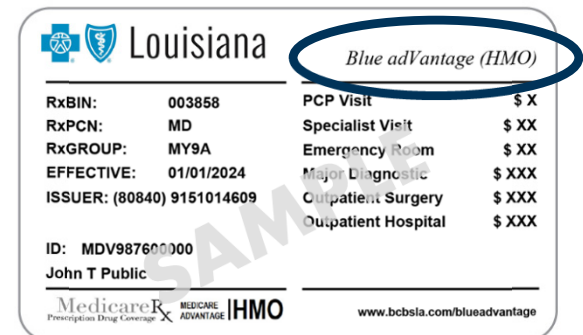 Louisiana
Blue adVantage (HMO)
RxBIN: 003858
RxPCN: MD
RxGROUP: MY9A
EFFECTIVE: 01/01/2024
ISSUER: (80840) 9151014609
ID: MDV987600000
John T Public
PCP Visit $ X
Specialist Visit $ XX
Emergency Room $ XX
Major Diagnostic $ XXX
Outpatient Surgery $ XXX
Outpatient Hospital $ XXX
SAMPLE
MedicareRx
Prescription Drug Coverage
MEDICARE
ADVANTAGE HMO
www.bcbsla.com/blueadvantage